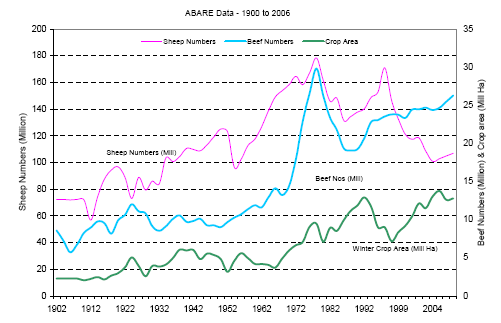 ABARE Data - 1900 to 2006
Sheep Numbers Beef Numbers Crop Area
Sheep Numbers (Million)
200
180
160
140
120
100
80
60
40
20
0
Sheep Numbers (Mill)
Beef Nos (Mill)
Winter Crop Area (Mill Ha)
35
30
25
20
15
10
5
0
Beef Numbers (Million) & Crop area (Mill Ha)
1902 1912 1922 1932 1942 1952 1962 1972 1984 1994 2004